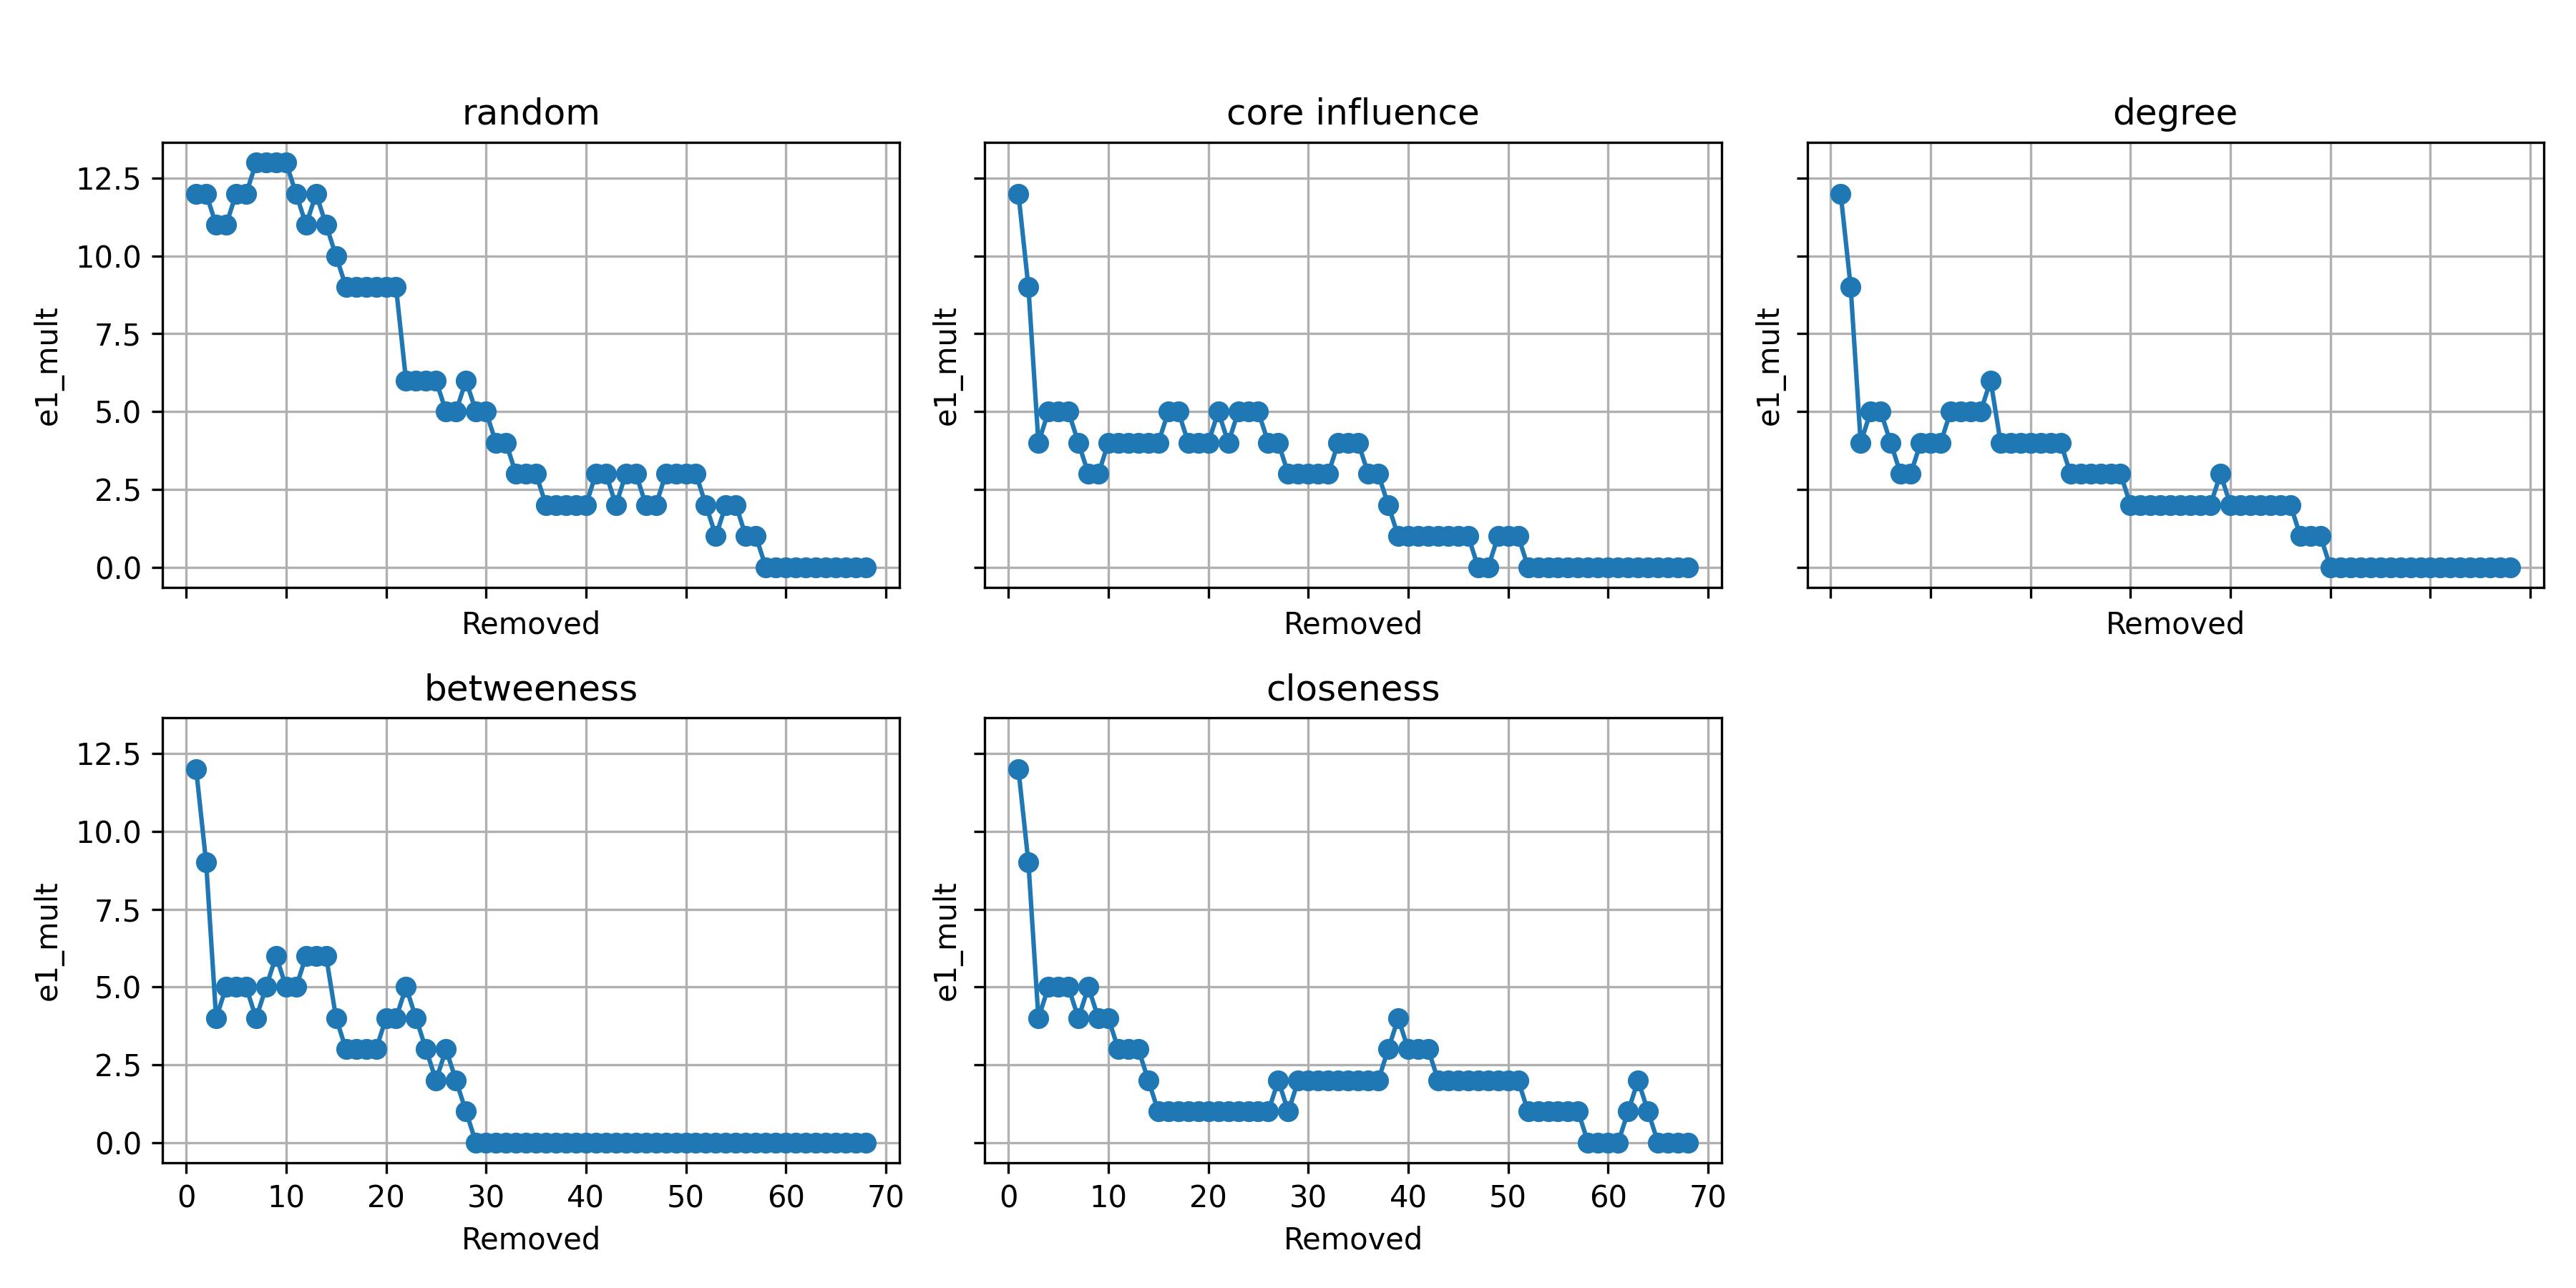 random
core influence
degree
12.5
10.0
7.5
5.0
2.5
0.0
e1_mult
e1_mult
e1_mult
Removed
Removed
Removed
betweeness
closeness
12.5
10.0
7.5
5.0
2.5
0.0
e1_mult
e1_mult
0 10 20 30 40 50 60 70
0 10 20 30 40 50 60 70
Removed
Removed